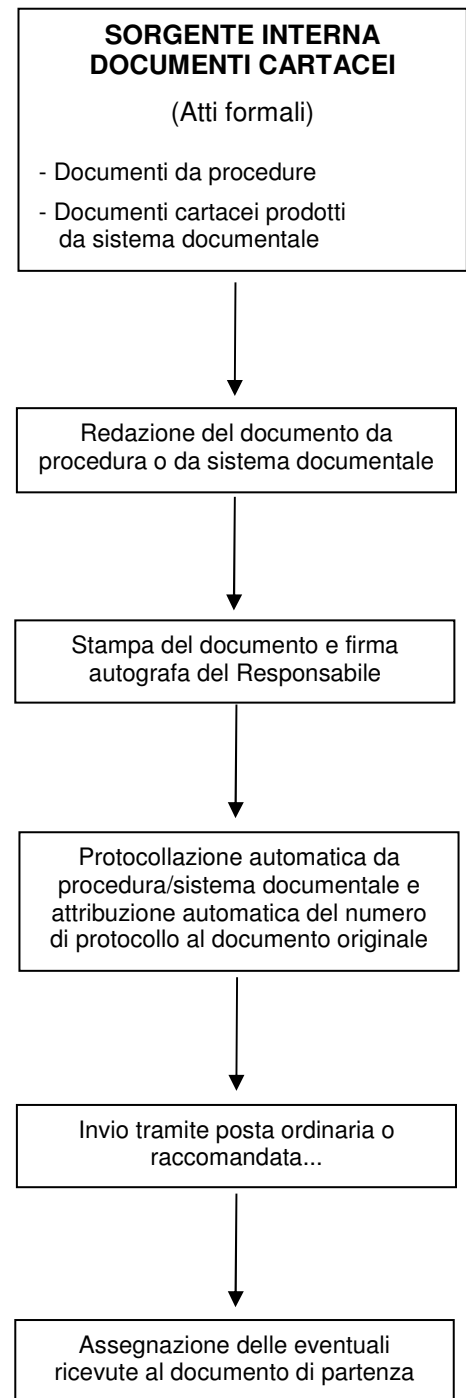 SORGENTE INTERNA
DOCUMENTI CARTACEI
(Atti formali)
- Documenti da procedure
- Documenti cartacei prodotti
da sistema documentale
Redazione del documento da
procedura o da sistema documentale
Stampa del documento e firma
autografa del Responsabile
Protocollazione automatica da
procedura/sistema documentale e
attribuzione automatica del numero
di protocollo al documento originale
Invio tramite posta ordinaria o
raccomandata...
Assegnazione delle eventuali
ricevute al documento di partenza